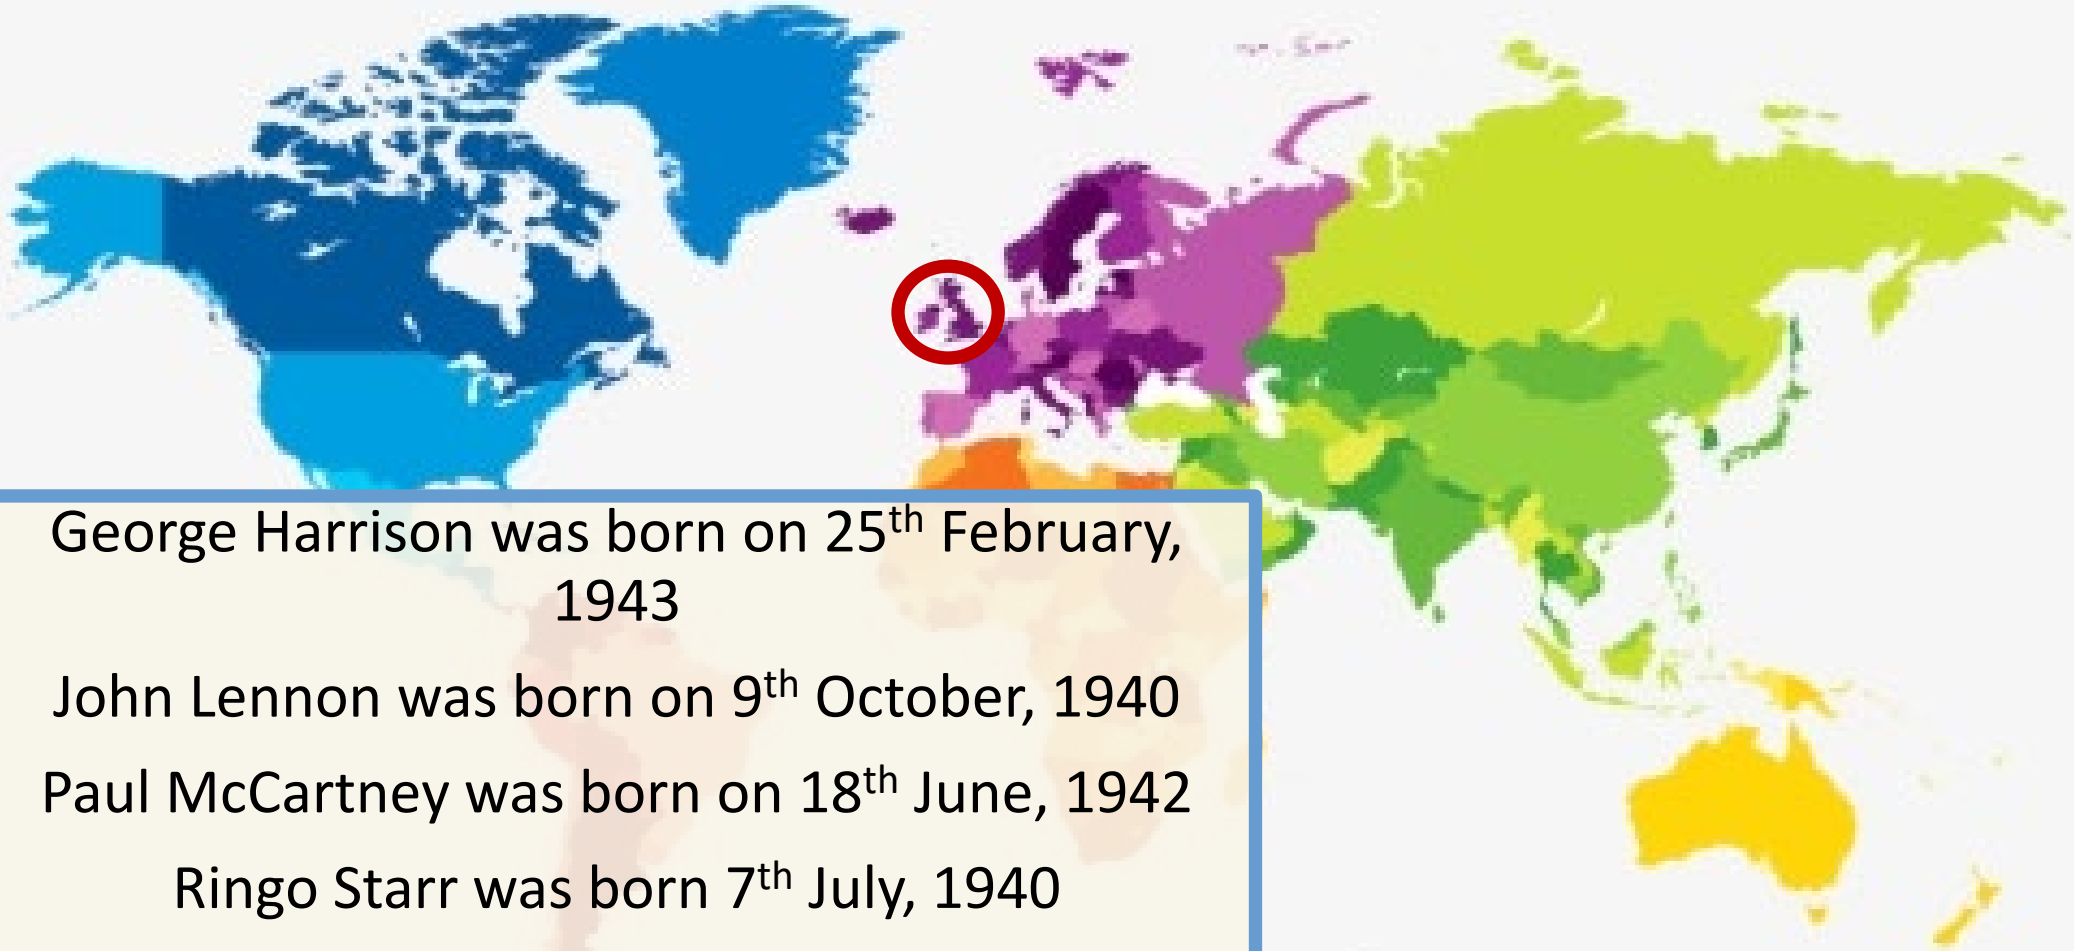 George Harrison was born on 25th February,
1943
John Lennon was born on 9th October, 1940
Paul McCartney was born on 18th June, 1942
Ringo Starr was born 7th July, 1940